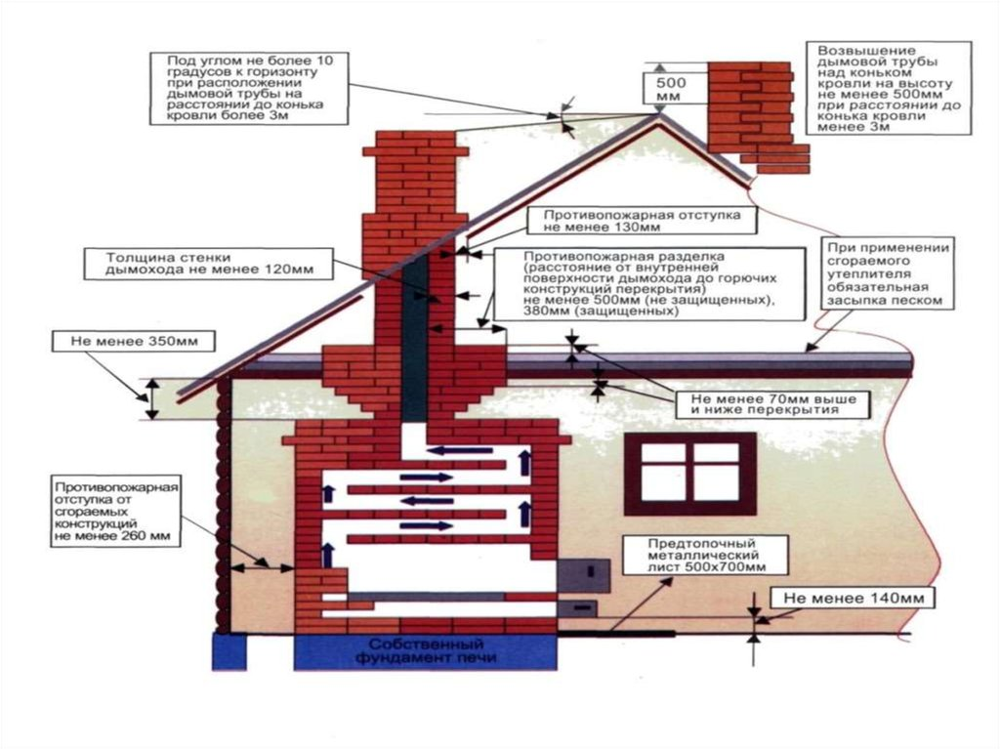 Под углом не более 10
градусов к горизонту
при расположении
дымовой трубы на
расстоянии до конька
кровли более 3м
500
мм
Возвышение
дымовой трубы
над коньком
кровли на высоту
не менее 500мм
при расстоянии до
конька кровли
менее 3м
Противопожарная отступка
не менее 130мм
Толщина стенки
дымохода не менее 120мм
Противопожарная разделка
(расстояние от внутренней
поверхности дымохода до горючих
конструкций перекрытия)
не менее 500мм (не защищенных),
380мм (защищенных)
При применении
сгораемого
утеплителя
обязательная
засыпка песком
Не менее 350мм
Не менее 70мм выше
и ниже перекрытия
Противопожарная
отступка от
сгораемых
конструкций
не менее 260 мм
Предтопочный
металлический
лист 500х700мм
Не менее 140мм
Собственный
фундамент печи